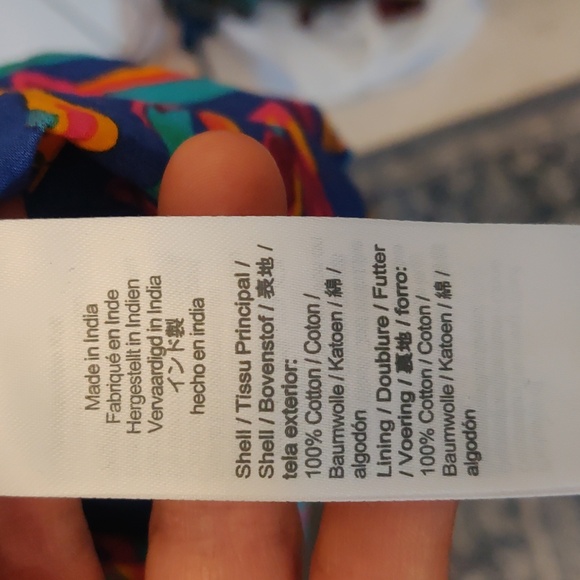 Made in India
Fabriqué en Inde
Hergestellt in Indien
Vervaardigd in India
インド製
hecho en india
Shell / Tissu Principal /
Shell / Bovenstof / 表地 /
tela exterior:
100% Cotton / Coton /
Baumwolle / Katoen / 綿 /
algodón
Lining / Doublure / Futter
/ Voering / 裏地 / forro:
100% Cotton / Coton /
Baumwolle / Katoen / 綿 /
algodón